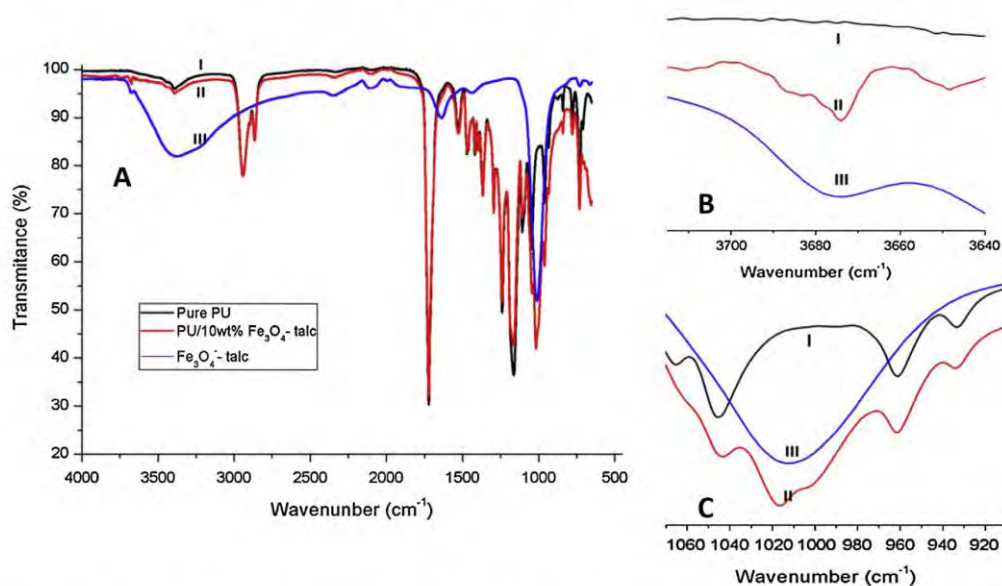 100
90
80
70
60
50
40
30
20
Transmitance (%)
I
II
III
A
Pure PU
PU/10wt% Fe₃O₄- talc
Fe₃O₄⁻- talc
4000 3500 3000 2500 2000 1500 1000 500
Wavenunber (cm⁻¹)
I
II
III
B
3700 3680 3660 3640
Wavenumber (cm⁻¹)
I
III
II
C
1060 1040 1020 1000 980 960 940 920
Wavenumber (cm⁻¹)